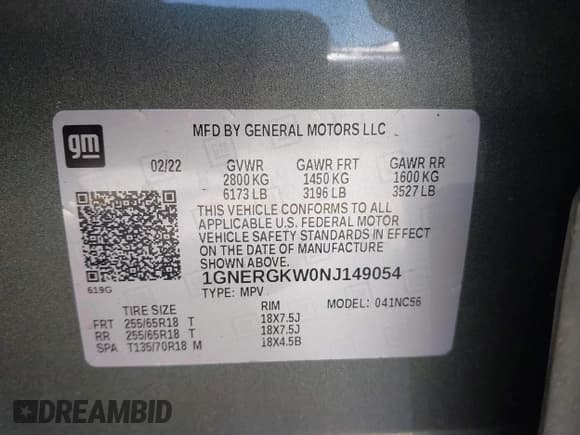 gm
MFD BY GENERAL MOTORS LLC
02/22 GVWR GAWR FRT GAWR RR
2800 KG 1450 KG 1600 KG
6173 LB 3196 LB 3527 LB
THIS VEHICLE CONFORMS TO ALL
APPLICABLE U.S. FEDERAL MOTOR
VEHICLE SAFETY STANDARDS IN EFFECT
ON THE DATE OF MANUFACTURE
SHOWN ABOVE.
619G
1GNERGKW0NJ149054
TYPE: MPV MODEL: 041NC56
TIRE SIZE RIM
FRT 255/65R18 T 18X7.5J
RR 255/65R18 T 18X7.5J
SPA T135/70R18 M 18X4.5B
DREAMBID